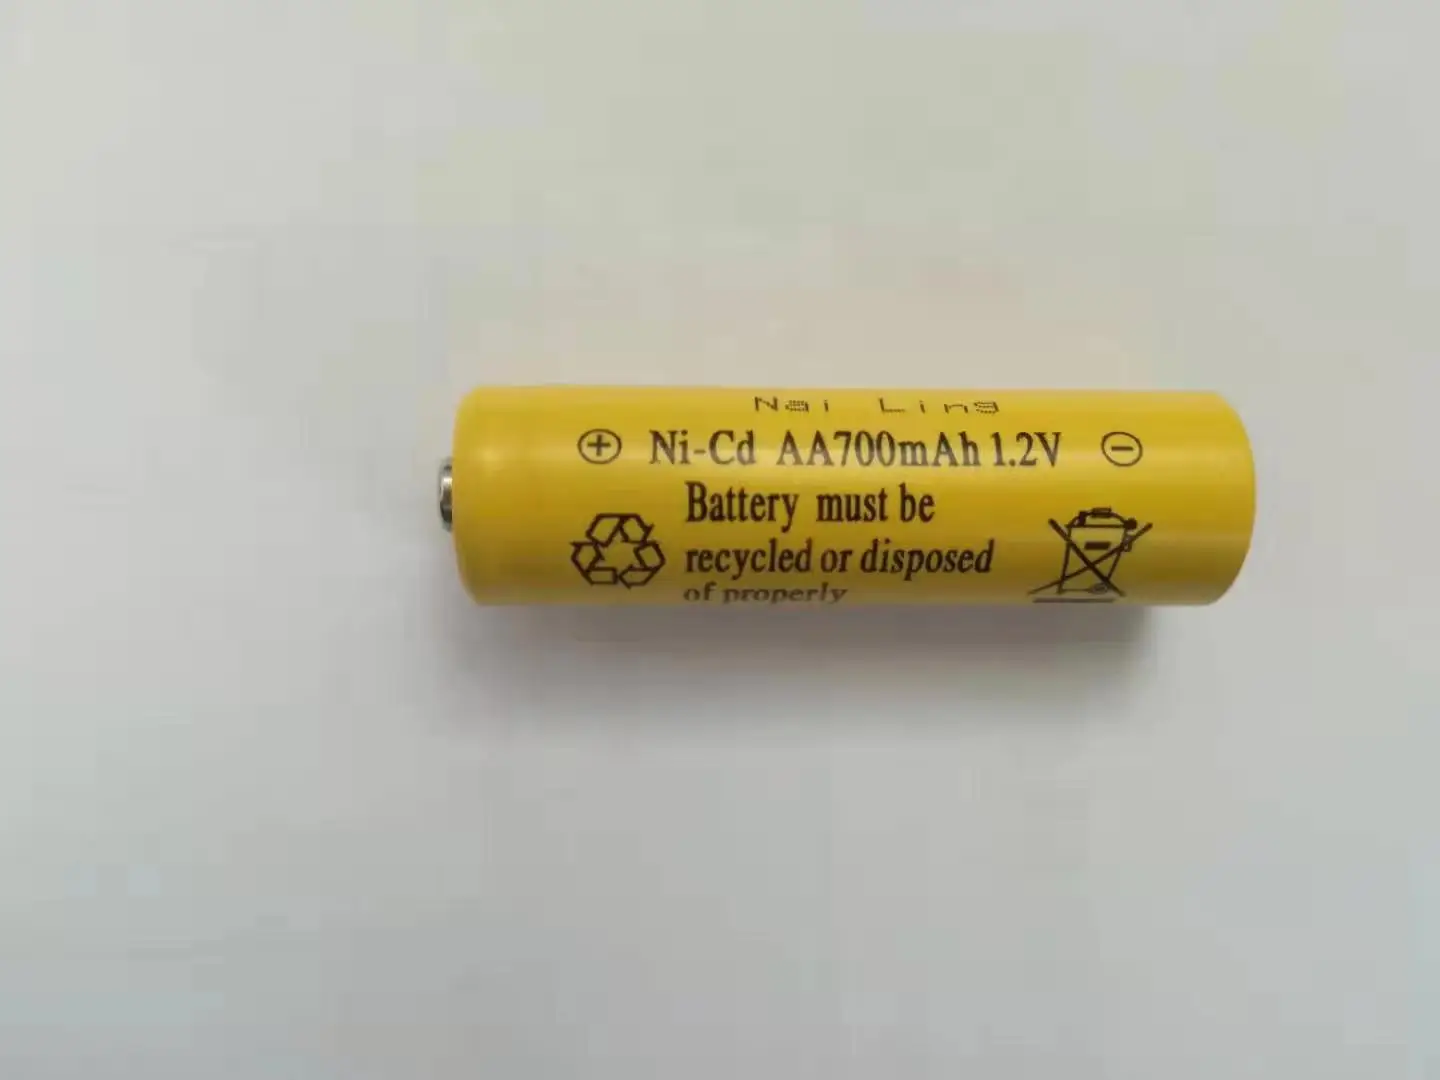 Nai Ling
+ Ni-Cd AA700mAh 1.2V -
Battery must be
recycled or disposed
of properly